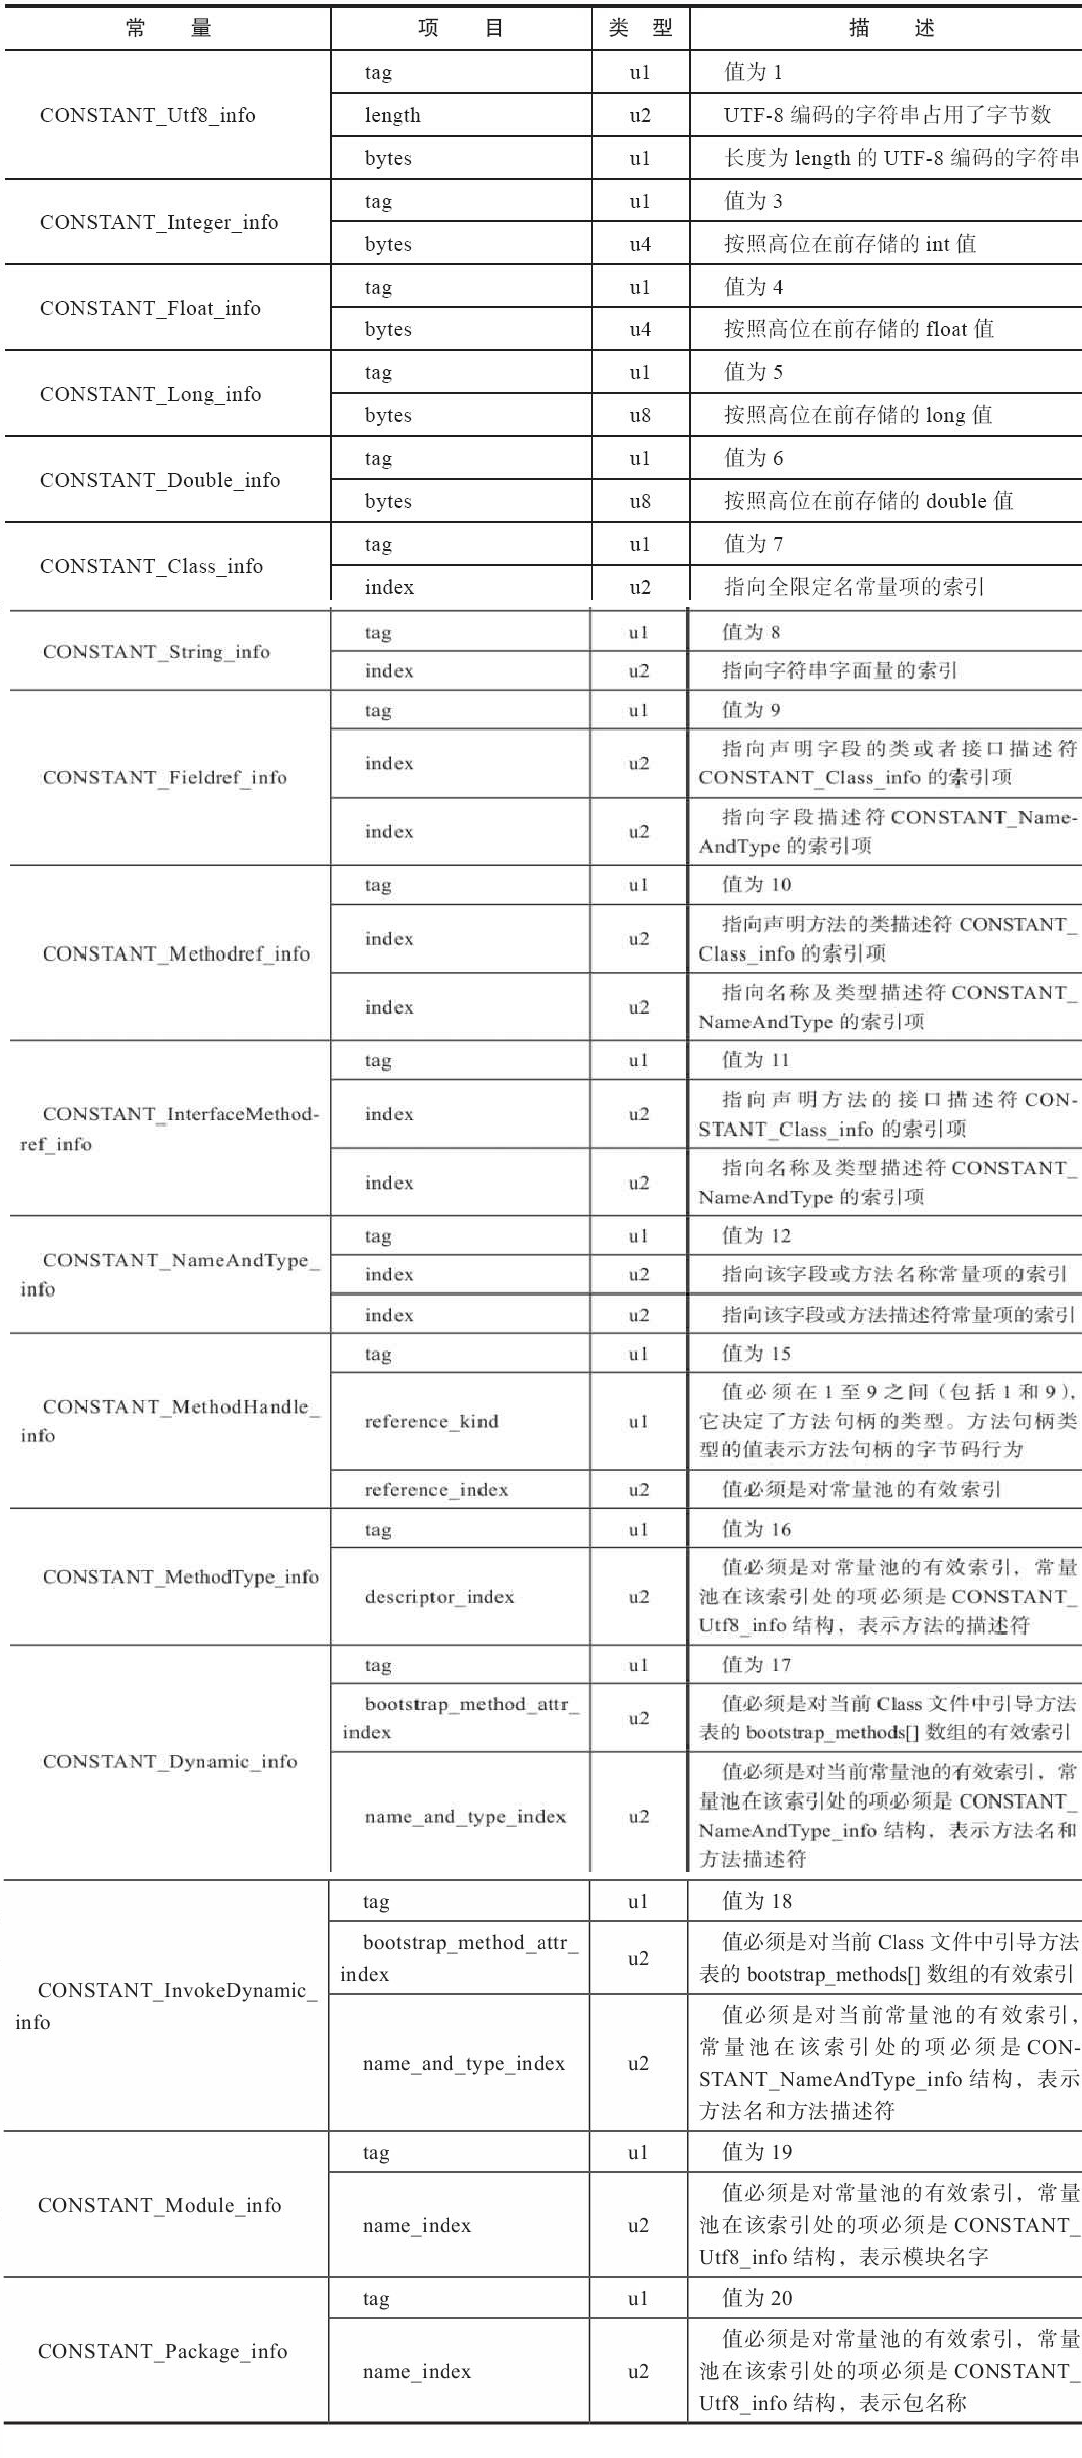 常 量 项 目 类 型 描 述
CONSTANT_Utf8_info
tag u1 值为 1
length u2 UTF-8 编码的字符串占用了字节数
bytes u1 长度为 length 的 UTF-8 编码的字符串
CONSTANT_Integer_info
tag u1 值为 3
bytes u4 按照高位在前存储的 int 值
CONSTANT_Float_info
tag u1 值为 4
bytes u4 按照高位在前存储的 float 值
CONSTANT_Long_info
tag u1 值为 5
bytes u8 按照高位在前存储的 long 值
CONSTANT_Double_info
tag u1 值为 6
bytes u8 按照高位在前存储的 double 值
CONSTANT_Class_info
tag u1 值为 7
index u2 指向全限定名常量项的索引
CONSTANT_String_info
tag u1 值为 8
index u2 指向字符串字面量的索引
CONSTANT_Fieldref_info
tag u1 值为 9
index u2
指向声明字段的类或者接口描述符
CONSTANT_Class_info 的索引项
index u2
指向字段描述符 CONSTANT_Name-
AndType 的索引项
CONSTANT_Methodref_info
tag u1 值为 10
index u2
指向声明方法的类描述符 CONSTANT_
Class_info 的索引项
index u2
指向名称及类型描述符 CONSTANT_
NameAndType 的索引项
CONSTANT_InterfaceMethod-
ref_info
tag u1 值为 11
index u2
指向声明方法的接口描述符 CON-
STANT_Class_info 的索引项
index u2
指向名称及类型描述符 CONSTANT_
NameAndType 的索引项
CONSTANT_NameAndType_
info
tag u1 值为 12
index u2 指向该字段或方法名称常量项的索引
index u2 指向该字段或方法描述符常量项的索引
CONSTANT_MethodHandle_
info
tag u1 值为 15
reference_kind u1
值必须在 1 至 9 之间（包括 1 和 9），
它决定了方法句柄的类型。方法句柄类
型的值表示方法句柄的字节码行为
reference_index u2 值必须是对常量池的有效索引
CONSTANT_MethodType_info
tag u1 值为 16
descriptor_index u2
值必须是对常量池的有效索引，常量
池在该索引处的项必须是 CONSTANT_
Utf8_info 结构，表示方法的描述符
CONSTANT_Dynamic_info
tag u1 值为 17
bootstrap_method_attr_
index
u2
值必须是对当前 Class 文件中引导方法
表的 bootstrap_methods[] 数组的有效索引
name_and_type_index u2
值必须是对当前常量池的有效索引，常
量池在该索引处的项必须是 CONSTANT_
NameAndType_info 结构，表示方法名和
方法描述符
CONSTANT_InvokeDynamic_
info
tag u1 值为 18
bootstrap_method_attr_
index
u2
值必须是对当前 Class 文件中引导方法
表的 bootstrap_methods[] 数组的有效索引
name_and_type_index u2
值必须是对当前常量池的有效索引，
常量池在该索引处的项必须是 CON-
STANT_NameAndType_info 结构，表示
方法名和方法描述符
CONSTANT_Module_info
tag u1 值为 19
name_index u2
值必须是对常量池的有效索引，常量
池在该索引处的项必须是 CONSTANT_
Utf8_info 结构，表示模块名字
CONSTANT_Package_info
tag u1 值为 20
name_index u2
值必须是对常量池的有效索引，常量
池在该索引处的项必须是 CONSTANT_
Utf8_info 结构，表示包名称